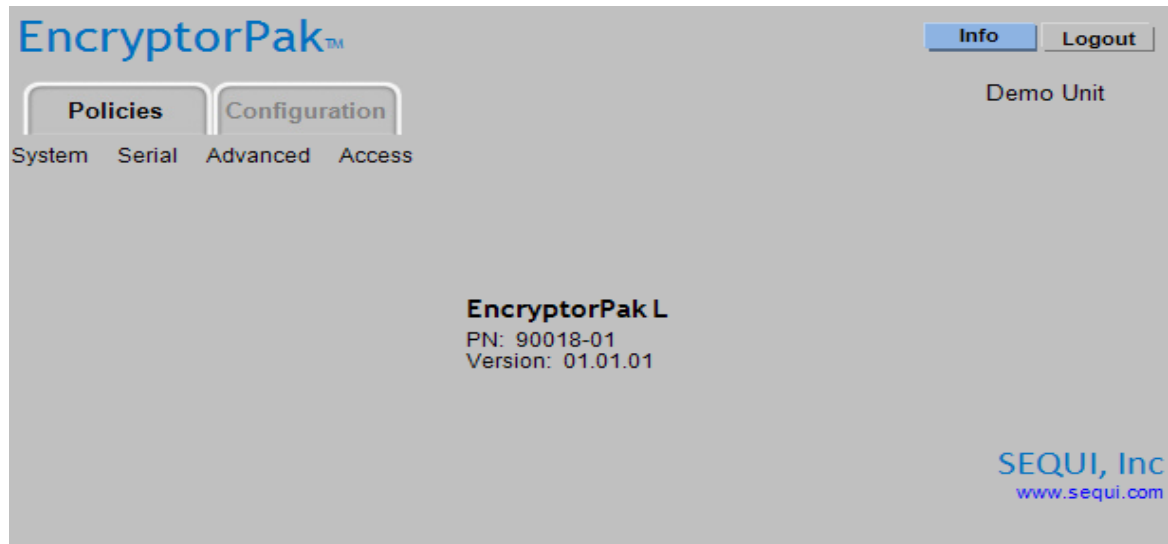 EncryptorPak™
Info Logout
Demo Unit
Policies Configuration
System Serial Advanced Access
EncryptorPak L
PN: 90018-01
Version: 01.01.01
SEQUI, Inc
www.sequi.com